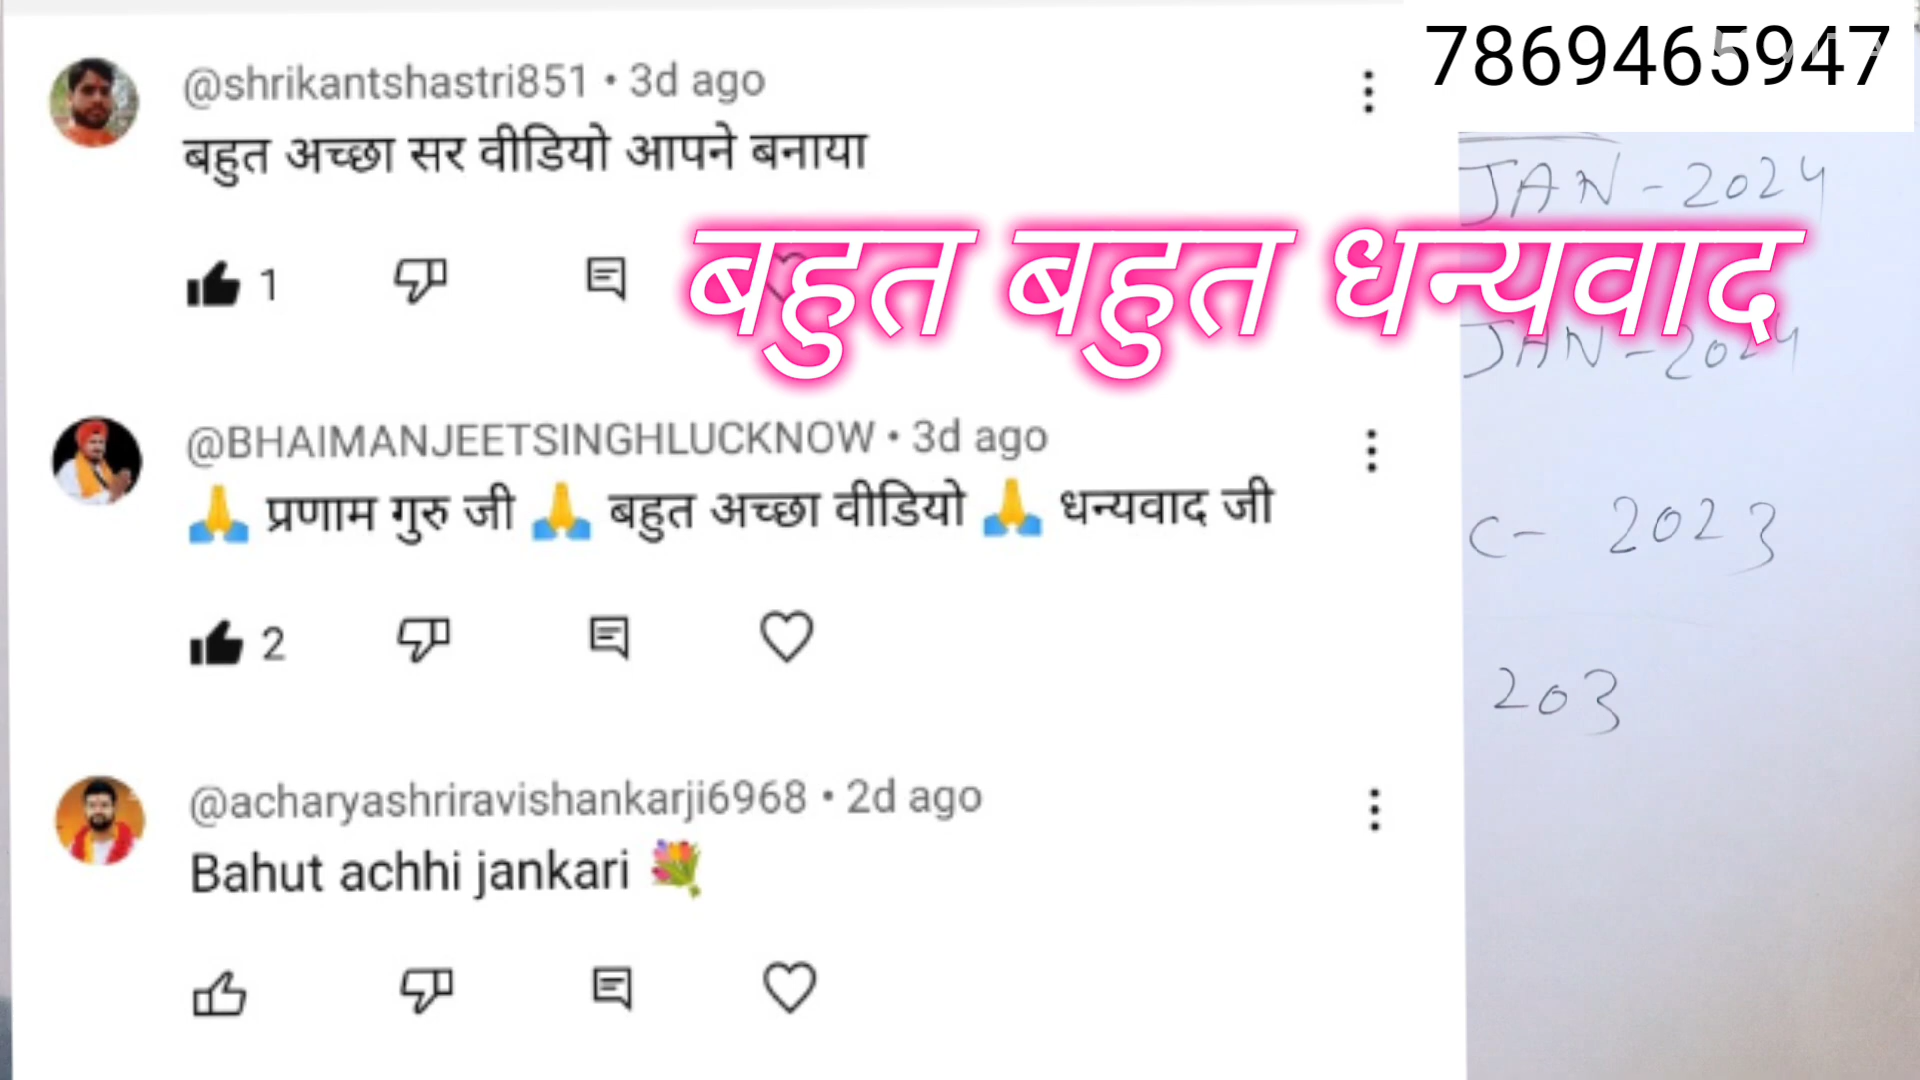 7869465947
@shrikantshastri851 • 3d ago
बहुत अच्छा सर वीडियो आपने बनाया
1
बहुत बहुत धन्यवाद
@BHAIMANJEETSINGHLUCKNOW • 3d ago
🙏 प्रणाम गुरु जी 🙏 बहुत अच्छा वीडियो 🙏 धन्यवाद जी
2
@acharyashriravishankarji6968 • 2d ago
Bahut achhi jankari 💐
JAN - 2024
JAN - 2024
C - 2023
203